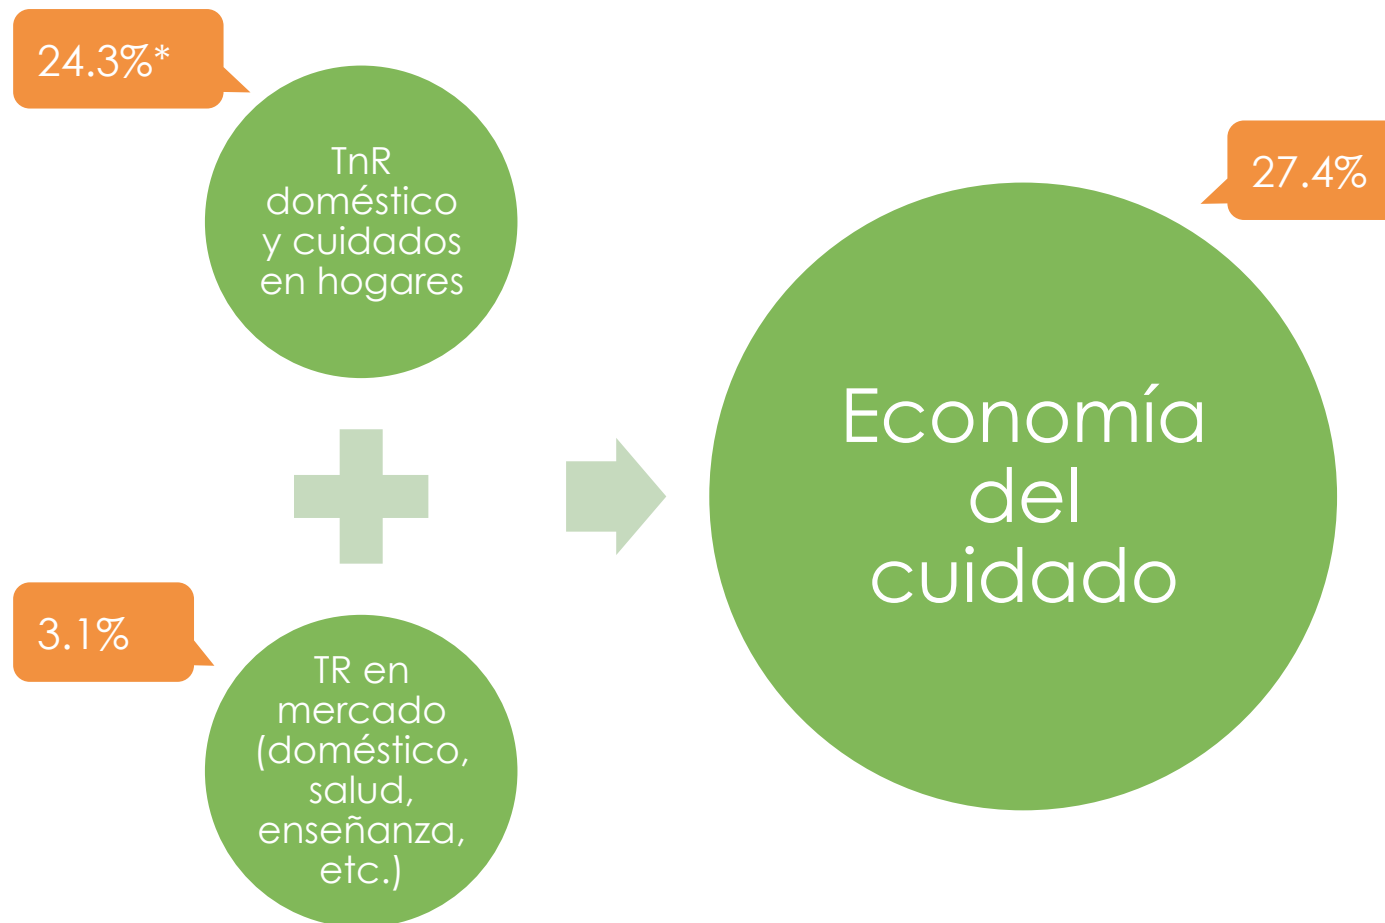 24.3%*
TnR
doméstico
y cuidados
en hogares
3.1%
TR en
mercado
(doméstico,
salud,
enseñanza,
etc.)
27.4%
Economía
del
cuidado